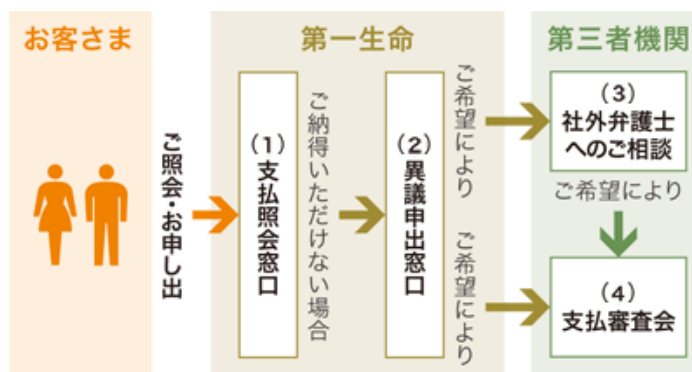 お客さま
第一生命
第三者機関
ご照会・お申し出
(1)支払照会窓口
ご納得いただけない場合
(2)異議申出窓口
ご希望により
ご希望により
(3)
社外弁護士
へのご相談
ご希望により
(4)
支払審査会